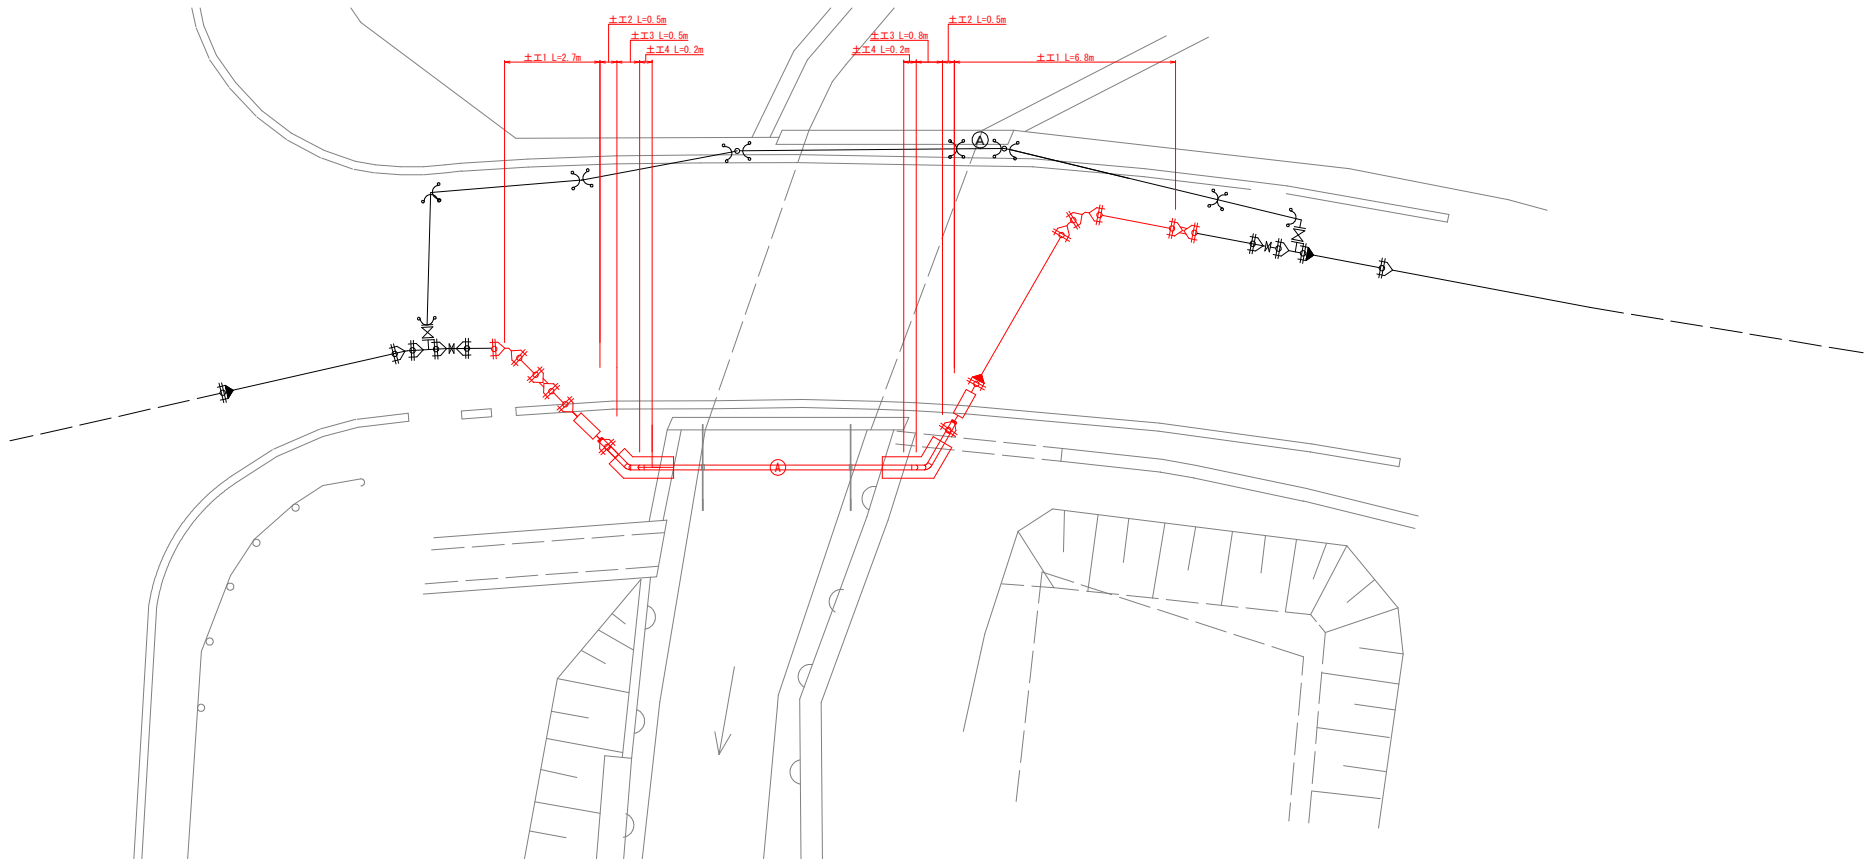 土工2 L=0.5m
土工2 L=0.5m
土工3 L=0.5m
土工3 L=0.8m
土工4 L=0.2m
土工4 L=0.2m
土工1 L=2.7m
土工1 L=6.8m
A
A